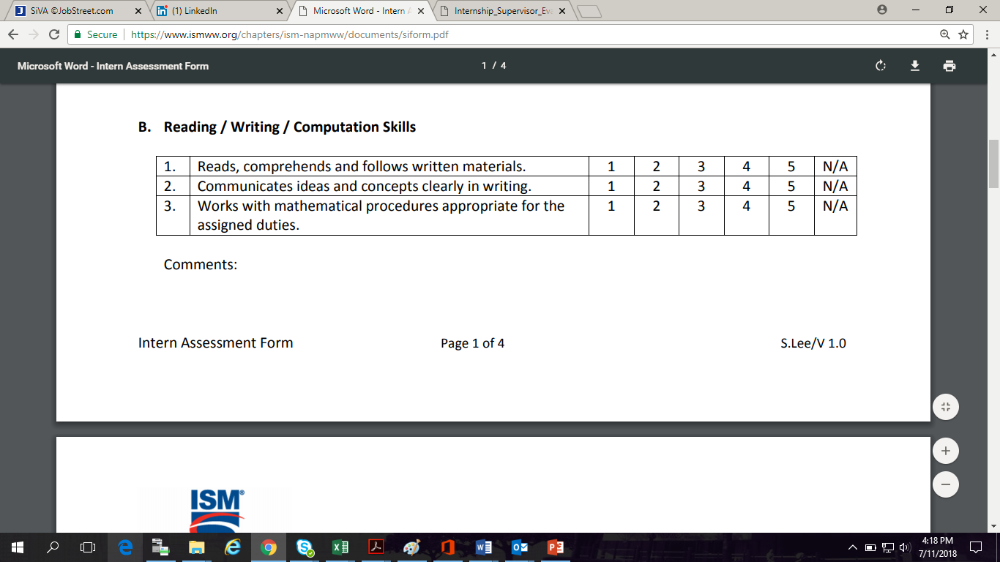 SiVA ©JobStreet.com
(1) LinkedIn
Microsoft Word - Intern A
Internship_Supervisor_Eva
Secure
https://www.ismww.org/chapters/ism-napmww/documents/siform.pdf
Microsoft Word - Intern Assessment Form
1 / 4
B. Reading / Writing / Computation Skills
1. Reads, comprehends and follows written materials. 1 2 3 4 5 N/A
2. Communicates ideas and concepts clearly in writing. 1 2 3 4 5 N/A
3. Works with mathematical procedures appropriate for the 1 2 3 4 5 N/A
assigned duties.
Comments:
Intern Assessment Form Page 1 of 4 S.Lee/V 1.0
ISM®
4:18 PM
7/11/2018